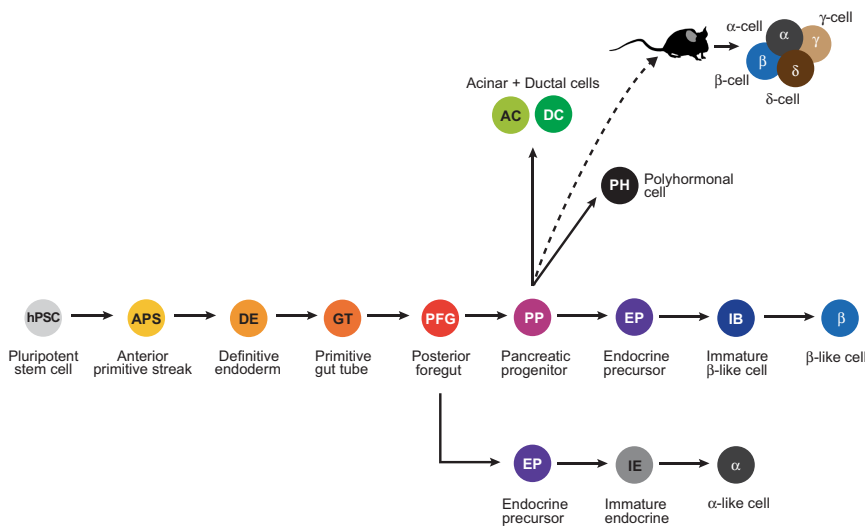 α-cell
γ-cell
α
γ
β
δ
β-cell
δ-cell
Acinar + Ductal cells
AC
DC
PH
Polyhormonal
cell
hPSC
APS
DE
GT
PFG
PP
EP
IB
β
Pluripotent
stem cell
Anterior
primitive streak
Definitive
endoderm
Primitive
gut tube
Posterior
foregut
Pancreatic
progenitor
Endocrine
precursor
Immature
β-like cell
β-like cell
EP
IE
α
Endocrine
precursor
Immature
endocrine
α-like cell